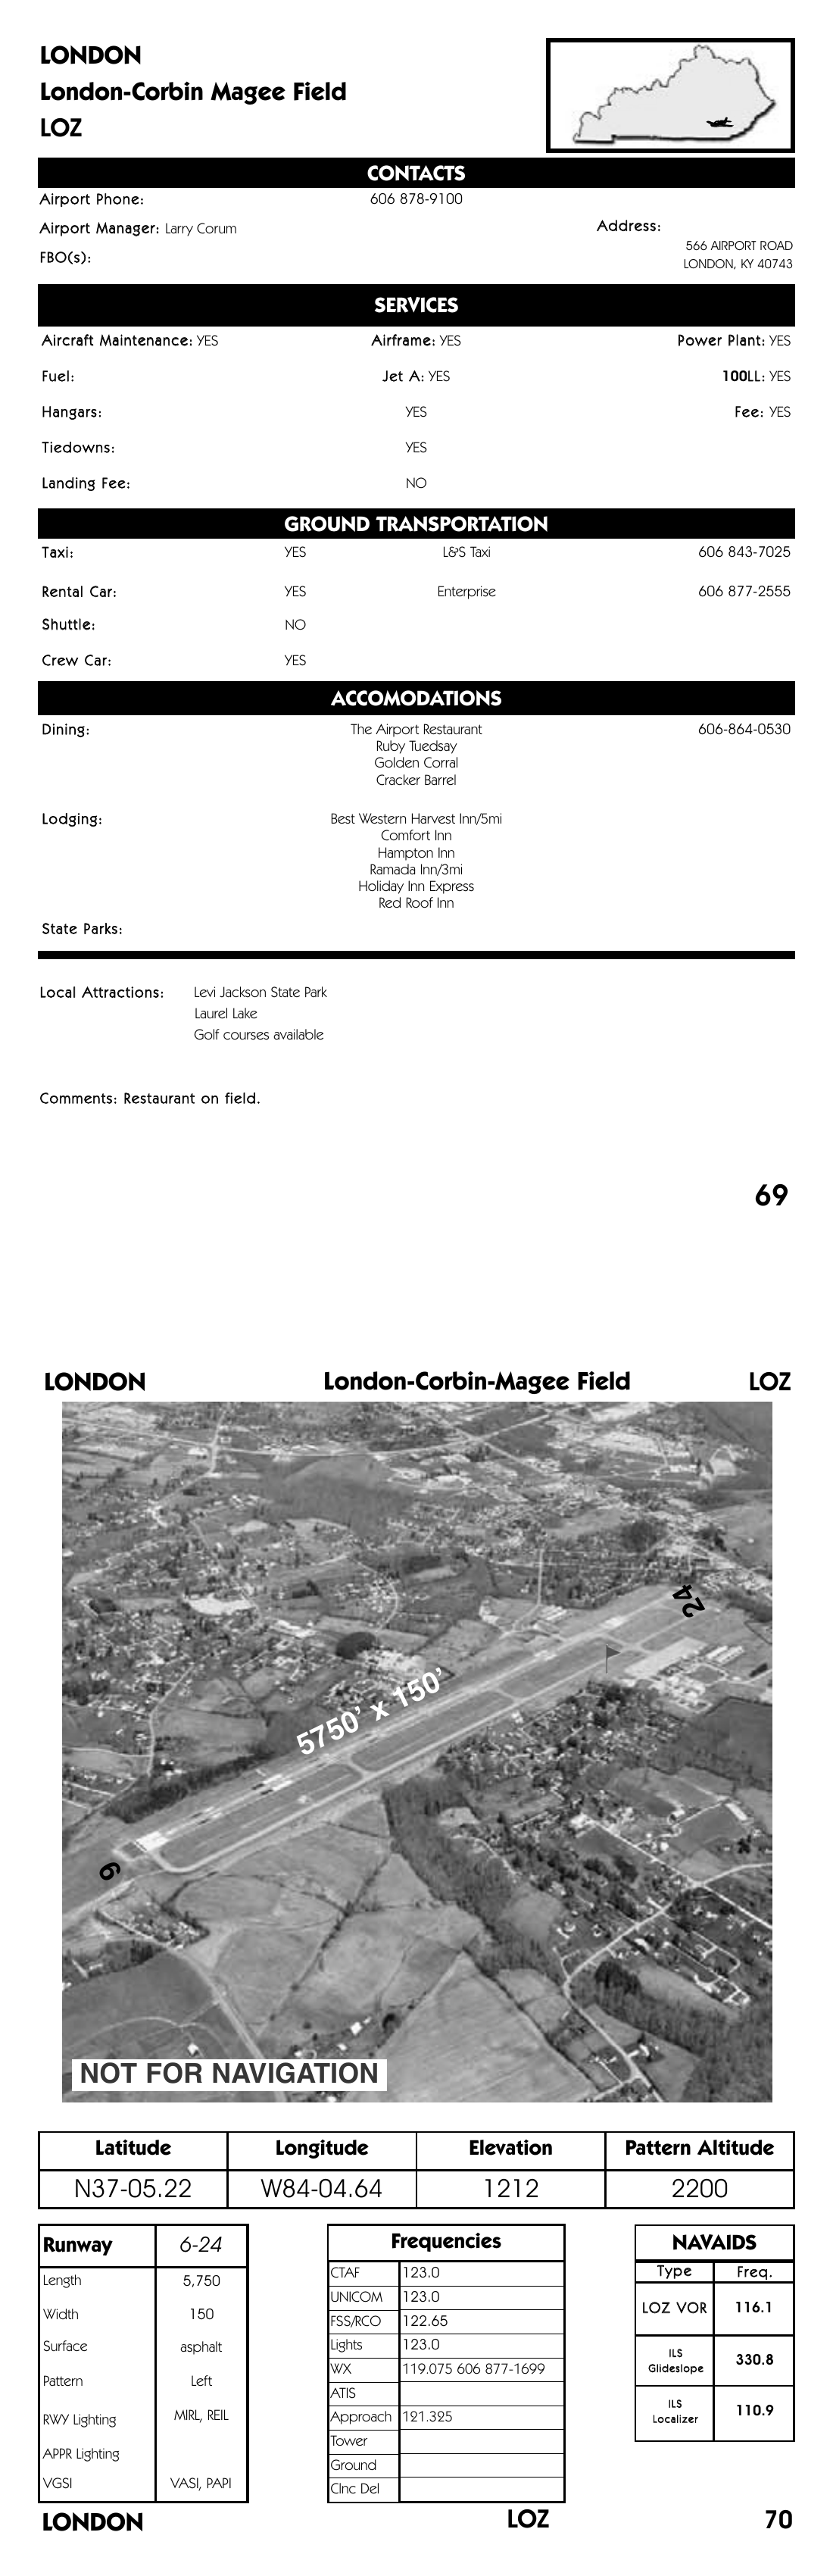 LONDON
London-Corbin Magee Field
LOZ
CONTACTS
Airport Phone: 606 878-9100
Airport Manager: Larry Corum Address:
566 AIRPORT ROAD
FBO(s):
LONDON, KY 40743
SERVICES
Aircraft Maintenance: YES Airframe: YES Power Plant: YES
Fuel: Jet A: YES 100LL: YES
Hangars: YES Fee: YES
Tiedowns: YES
Landing Fee: NO
GROUND TRANSPORTATION
Taxi: YES L&S Taxi 606 843-7025
Rental Car: YES Enterprise 606 877-2555
Shuttle: NO
Crew Car: YES
ACCOMODATIONS
Dining: The Airport Restaurant 606-864-0530
Ruby Tuedsay
Golden Corral
Cracker Barrel
Lodging: Best Western Harvest Inn/5mi
Comfort Inn
Hampton Inn
Ramada Inn/3mi
Holiday Inn Express
Red Roof Inn
State Parks:
Local Attractions: Levi Jackson State Park
Laurel Lake
Golf courses available
Comments: Restaurant on field.
69
LONDON London-Corbin-Magee Field LOZ
24
5750' x 150'
6
NOT FOR NAVIGATION
Latitude Longitude Elevation Pattern Altitude
N37-05.22 W84-04.64 1212 2200
Runway 6-24
Length 5,750
Width 150
Surface asphalt
Pattern Left
RWY Lighting MIRL, REIL
APPR Lighting
VGSI VASI, PAPI
Frequencies
CTAF 123.0
UNICOM 123.0
FSS/RCO 122.65
Lights 123.0
WX 119.075 606 877-1699
ATIS
Approach 121.325
Tower
Ground
Clnc Del
NAVAIDS
Type Freq.
LOZ VOR 116.1
ILS
Glideslope 330.8
ILS
Localizer 110.9
LONDON LOZ 70